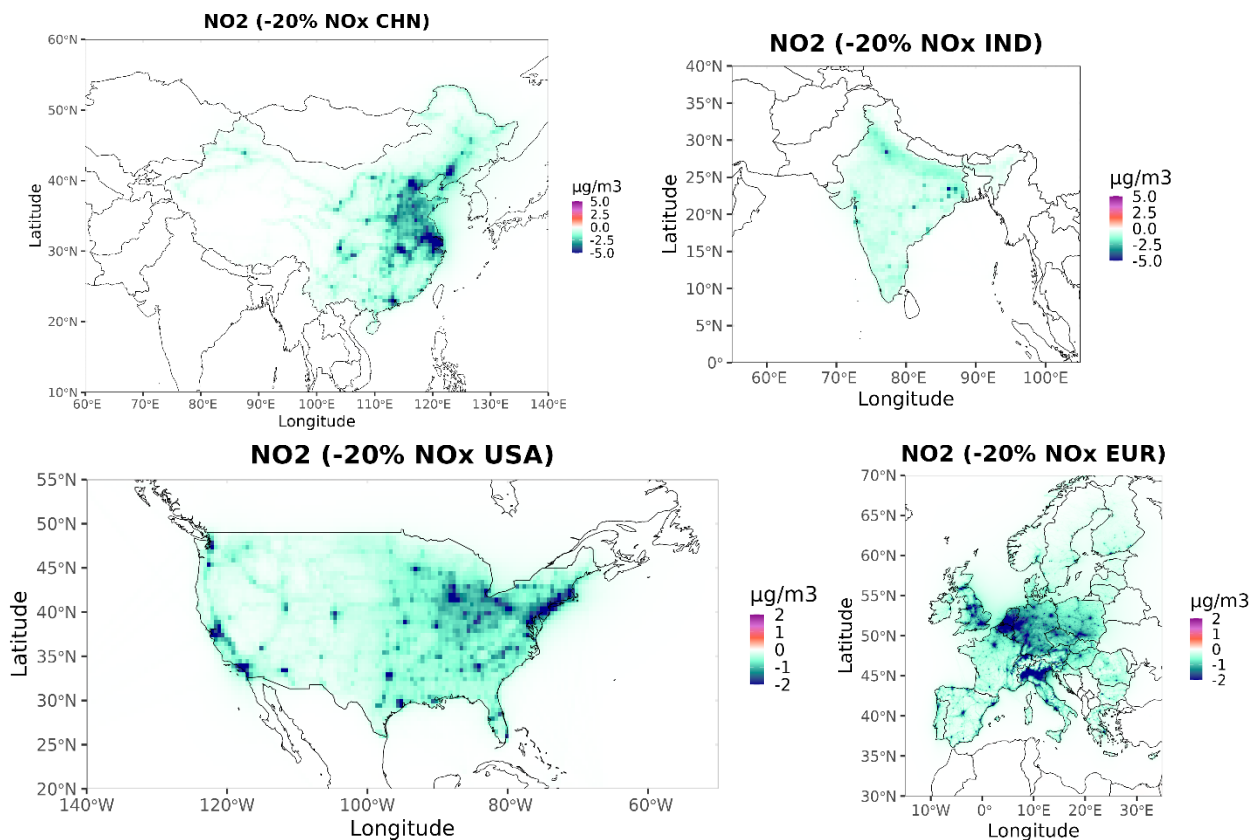 NO2 (-20% NOx CHN)
60°N
50°N
40°N
30°N
20°N
10°N
Latitude
60°E 70°E 80°E 90°E 100°E 110°E 120°E 130°E 140°E
Longitude
µg/m3
5.0
2.5
0.0
-2.5
-5.0
NO2 (-20% NOx IND)
40°N
35°N
30°N
25°N
20°N
15°N
10°N
5°N
0°
Latitude
60°E 70°E 80°E 90°E 100°E
Longitude
µg/m3
5.0
2.5
0.0
-2.5
-5.0
NO2 (-20% NOx USA)
55°N
50°N
45°N
40°N
35°N
30°N
25°N
20°N
Latitude
140°W 120°W 100°W 80°W 60°W
Longitude
µg/m3
2
1
0
-1
-2
NO2 (-20% NOx EUR)
70°N
65°N
60°N
55°N
50°N
45°N
40°N
35°N
30°N
Latitude
10°W 0° 10°E 20°E 30°E
Longitude
µg/m3
2
1
0
-1
-2